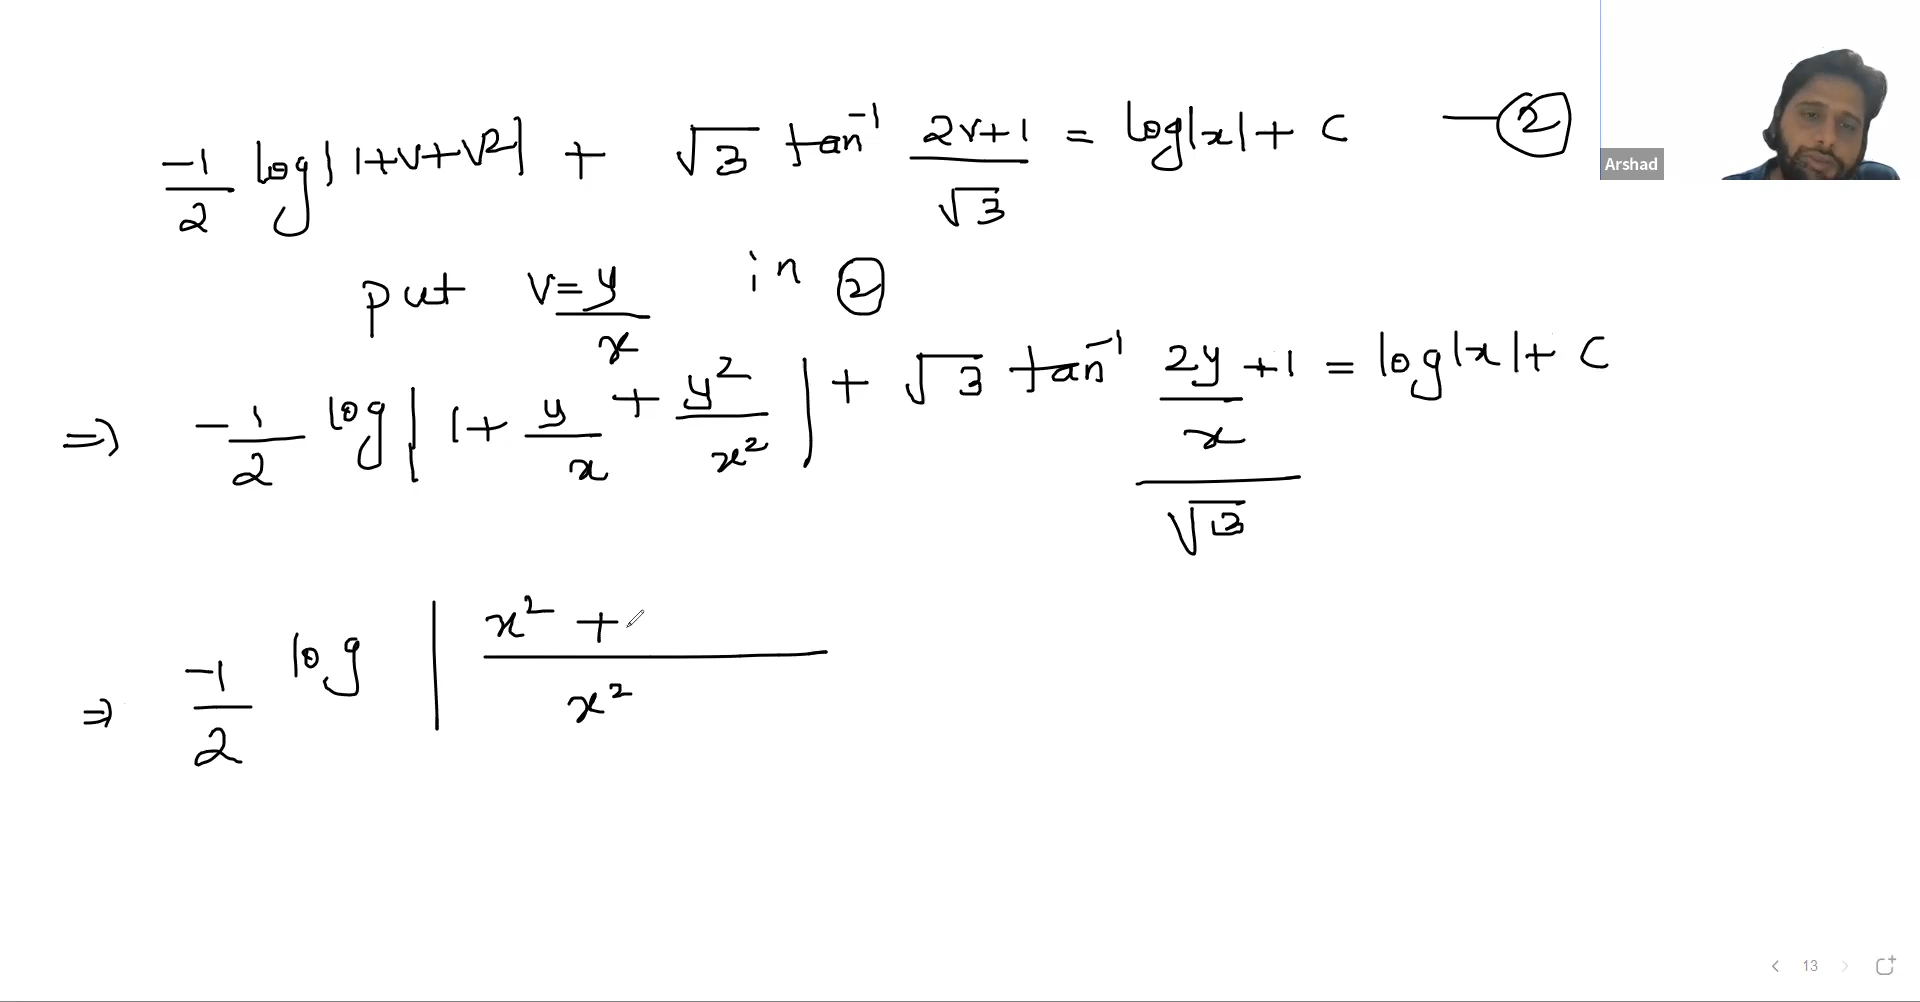 -1/2 log|1+v+v2| + √3 tan⁻¹ (2v+1)/√3 = log|x| + C —②
Arshad
put v=y/x in ②
⇒ -1/2 log|1+y/x+y²/x²| + √3 tan⁻¹ (2y/x+1)/√3 = log|x|+ C
⇒ -1/2 log |(x² +)/x²
13